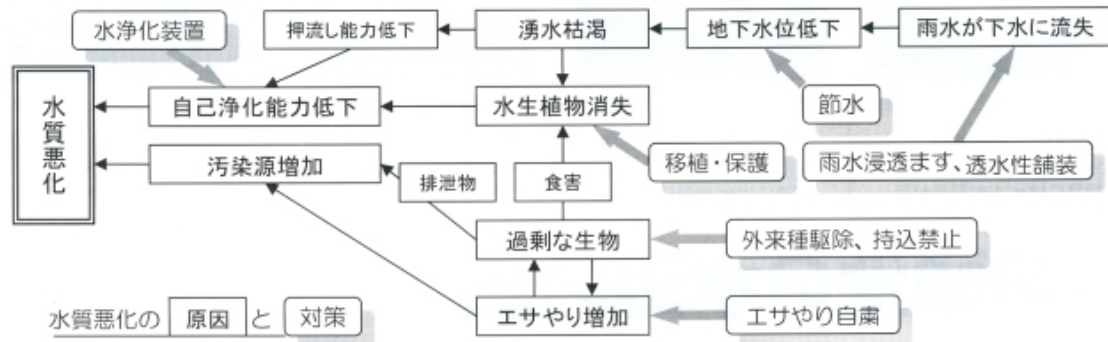 水浄化装置
押流し能力低下
湧水枯渇
地下水位低下
雨水が下水に流失
水質悪化
自己浄化能力低下
水生植物消失
節水
汚染源増加
移植・保護
雨水浸透ます、透水性舗装
排泄物
食害
過剰な生物
外来種駆除、持込禁止
エサやり増加
エサやり自粛
水質悪化の 原因 と 対策